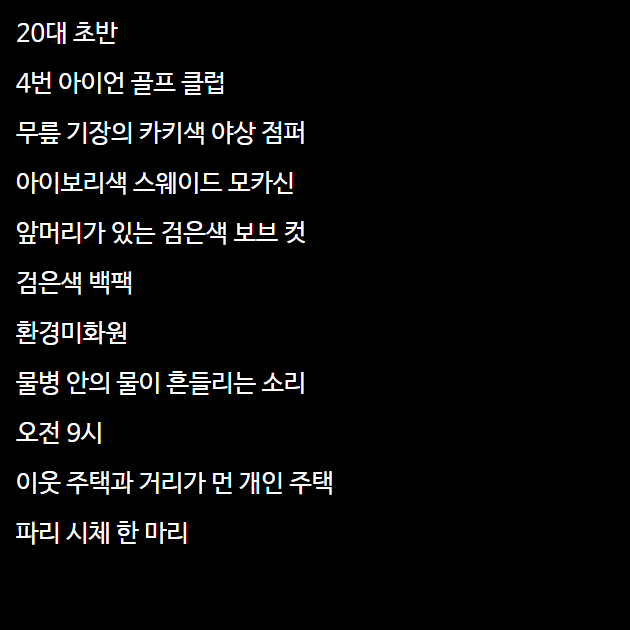 20대 초반
4번 아이언 골프 클럽
무릎 기장의 카키색 야상 점퍼
아이보리색 스웨이드 모카신
앞머리가 있는 검은색 보브 컷
검은색 백팩
환경미화원
물병 안의 물이 흔들리는 소리
오전 9시
이웃 주택과 거리가 먼 개인 주택
파리 시체 한 마리